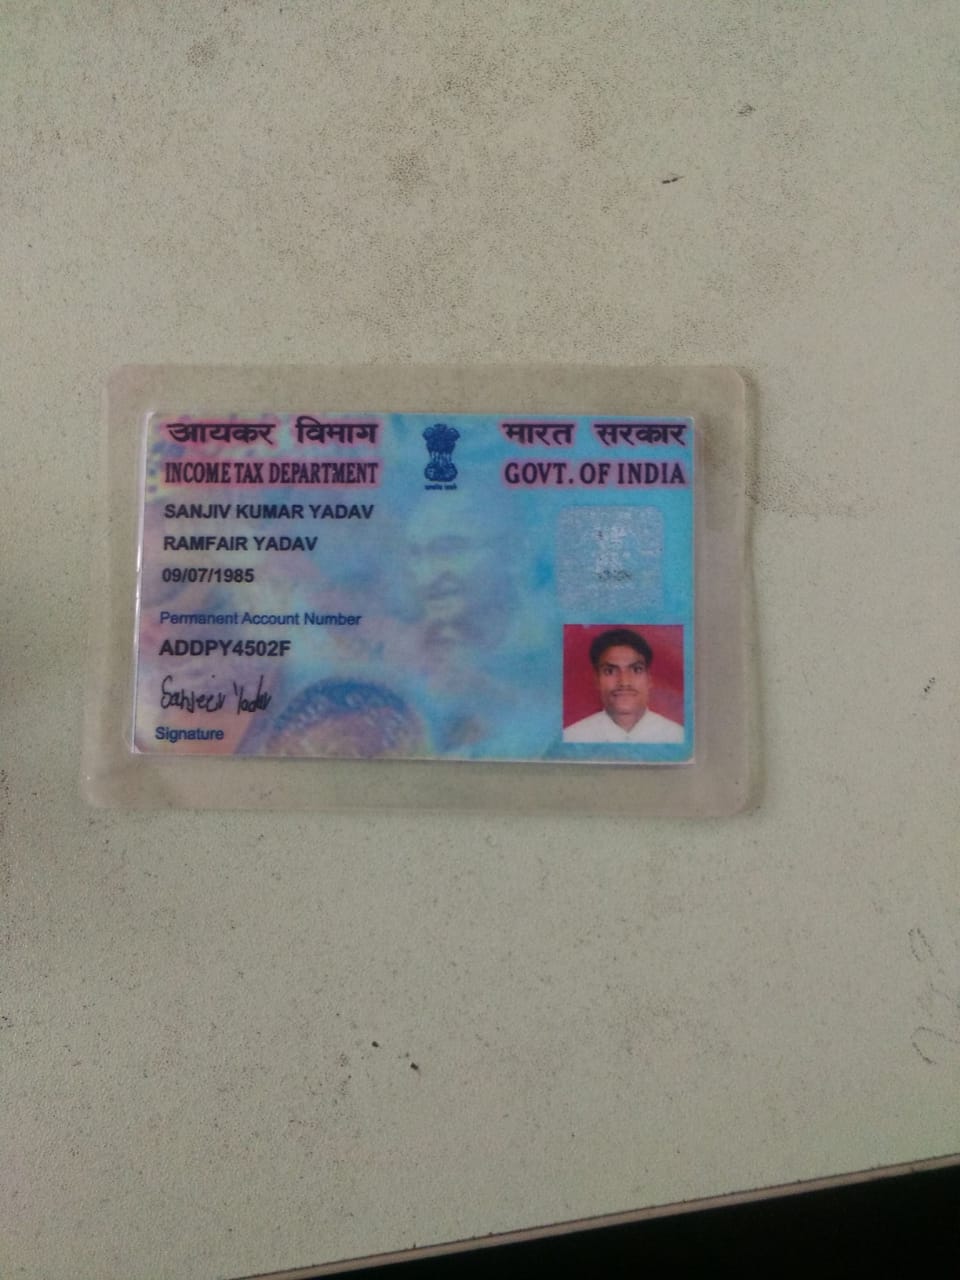 आयकर विभाग
INCOME TAX DEPARTMENT
भारत सरकार
GOVT. OF INDIA
SANJIV KUMAR YADAV
RAMFAIR YADAV
09/07/1985
Permanent Account Number
ADDPY4502F
Sanjeev Yadav
Signature